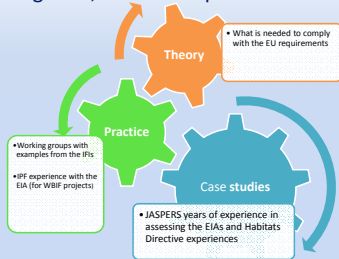 Theory
• What is needed to comply
with the EU requirements
Practice
•Working groups with
examples from the IFIs
•IPF experience with the
EIA (for WBIF projects)
Case studies
• JASPERS years of experience in
assessing the EIAs and Habitats
Directive experiences